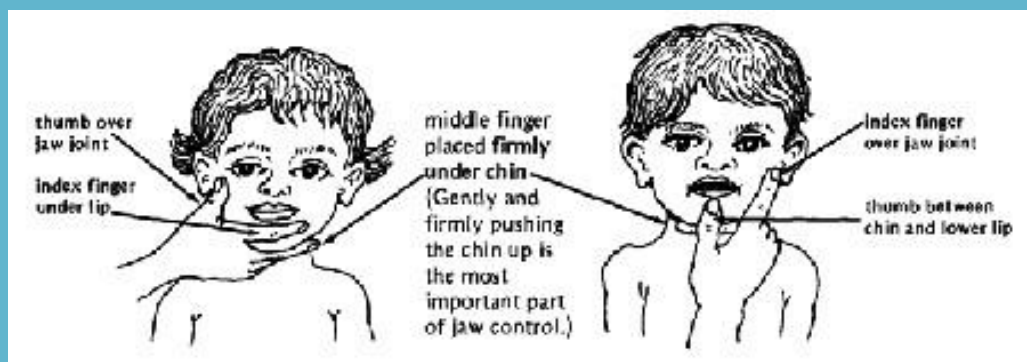 thumb over
jaw joint
index finger
under lip
middle finger
placed firmly
under chin
(Gently and
firmly pushing
the chin up is
the most
important part
of jaw control.)
index finger
over jaw joint
thumb between
chin and lower lip